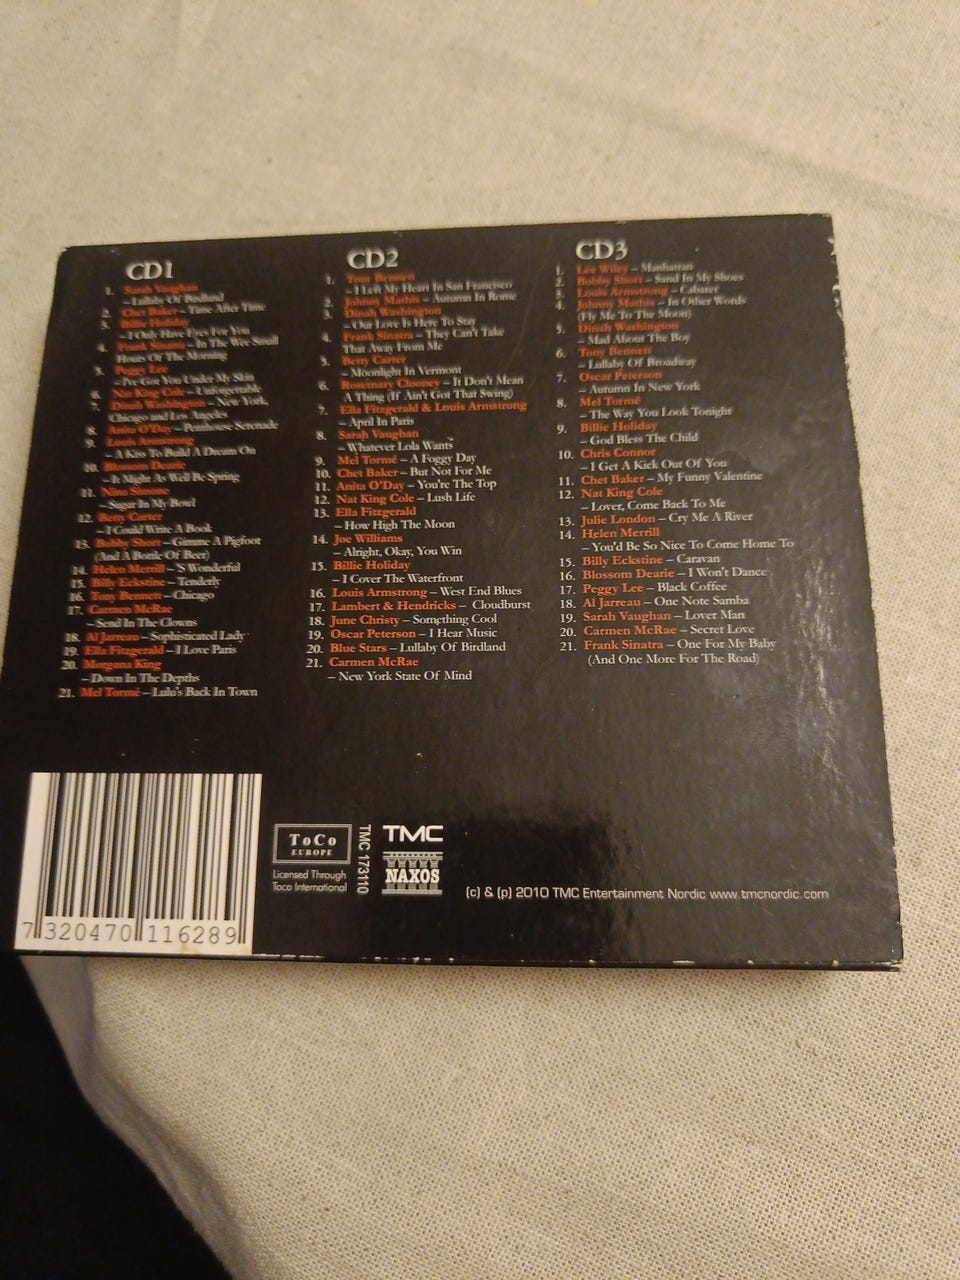 CD1
1. Sarah Vaughan
– Lullaby Of Birdland
2. Chet Baker – Time After Time
3. Billie Holiday
– I Only Have Eyes For You
4. Frank Sinatra – In The Wee Small
Hours Of The Morning
5. Peggy Lee
– I've Got You Under My Skin
6. Nat King Cole – Unforgettable
7. Dinah Washington – New York,
Chicago and Los Angeles
8. Anita O'Day – Penthouse Serenade
9. Louis Armstrong
– A Kiss To Build A Dream On
10. Blossom Dearie
– It Might As Well Be Spring
11. Nina Simone
– Sugar In My Bowl
12. Betty Carter
– I Could Write A Book
13. Bobby Short – Gimme A Pigfoot
(And A Bottle Of Beer)
14. Helen Merrill – 'S Wonderful
15. Billy Eckstine – Tenderly
16. Tony Bennett – Chicago
17. Carmen McRae
– Send In The Clowns
18. Al Jarreau – Sophisticated Lady
19. Ella Fitzgerald – I Love Paris
20. Morgana King
– Down In The Depths
21. Mel Tormé – Lulu's Back In Town
CD2
1. Tony Bennett
– I Left My Heart In San Francisco
2. Johnny Mathis – Autumn In Rome
3. Dinah Washington
– Our Love Is Here To Stay
4. Frank Sinatra – They Can't Take
That Away From Me
5. Betty Carter
– Moonlight In Vermont
6. Rosemary Clooney – It Don't Mean
A Thing (If Ain't Got That Swing)
7. Ella Fitzgerald & Louis Armstrong
– April In Paris
8. Sarah Vaughan
– Whatever Lola Wants
9. Mel Tormé – A Foggy Day
10. Chet Baker – But Not For Me
11. Anita O'Day – You're The Top
12. Nat King Cole – Lush Life
13. Ella Fitzgerald
– How High The Moon
14. Joe Williams
– Alright, Okay, You Win
15. Billie Holiday
– I Cover The Waterfront
16. Louis Armstrong – West End Blues
17. Lambert & Hendricks – Cloudburst
18. June Christy – Something Cool
19. Oscar Peterson – I Hear Music
20. Blue Stars – Lullaby Of Birdland
21. Carmen McRae
– New York State Of Mind
CD3
1. Lee Wiley – Manhattan
2. Bobby Short – Sand In My Shoes
3. Louis Armstrong – Cabaret
4. Johnny Mathis – In Other Words
(Fly Me To The Moon)
5. Dinah Washington
– Mad About The Boy
6. Tony Bennett
– Lullaby Of Broadway
7. Oscar Peterson
– Autumn In New York
8. Mel Tormé
– The Way You Look Tonight
9. Billie Holiday
– God Bless The Child
10. Chris Connor
– I Get A Kick Out Of You
11. Chet Baker – My Funny Valentine
12. Nat King Cole
– Lover, Come Back To Me
13. Julie London – Cry Me A River
14. Helen Merrill
– You'd Be So Nice To Come Home To
15. Billy Eckstine – Caravan
16. Blossom Dearie – I Won't Dance
17. Peggy Lee – Black Coffee
18. Al Jarreau – One Note Samba
19. Sarah Vaughan – Lover Man
20. Carmen McRae – Secret Love
21. Frank Sinatra – One For My Baby
(And One More For The Road)
7 320470 116289
ToCo
EUROPE
Licensed Through
Toco International
TMC 173110
TMC
NAXOS
(c) & (p) 2010 TMC Entertainment Nordic www.tmcnordic.com